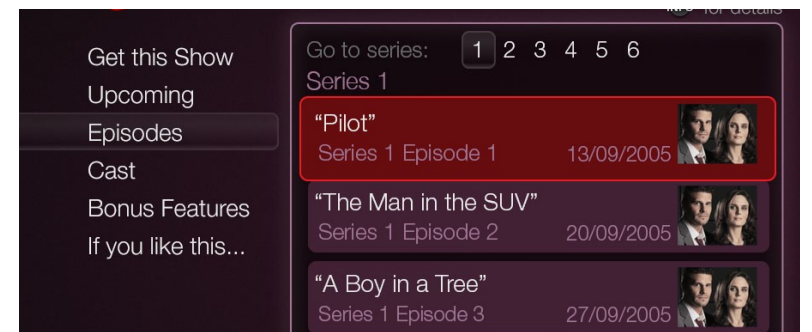 for details
Get this Show
Upcoming
Episodes
Cast
Bonus Features
If you like this...
Go to series: 1 2 3 4 5 6
Series 1
“Pilot”
Series 1 Episode 1 13/09/2005
“The Man in the SUV”
Series 1 Episode 2 20/09/2005
“A Boy in a Tree”
Series 1 Episode 3 27/09/2005